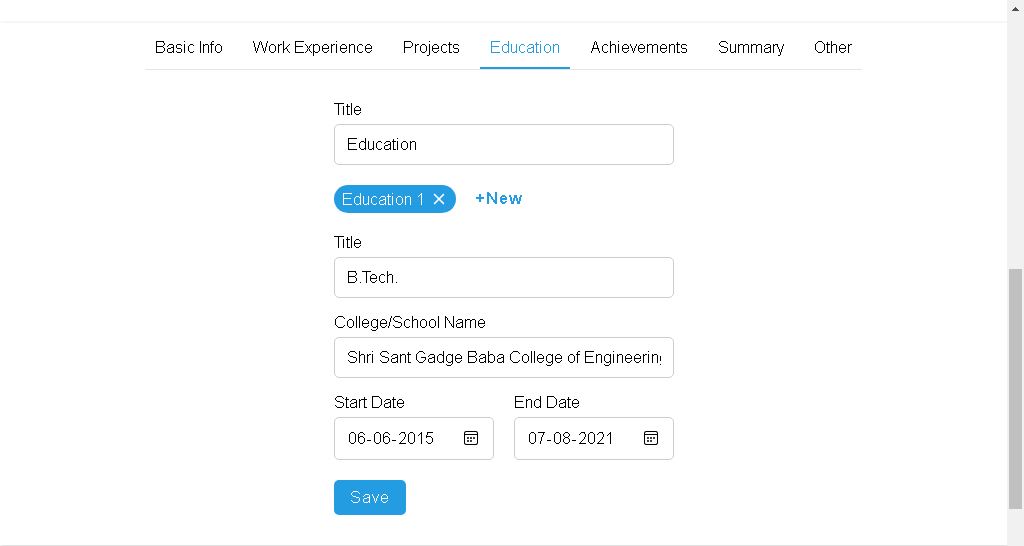 Basic Info Work Experience Projects Education Achievements Summary Other
Title
Education
Education 1 +New
Title
B.Tech.
College/School Name
Shri Sant Gadge Baba College of Engineering
Start Date End Date
06-06-2015 07-08-2021
Save